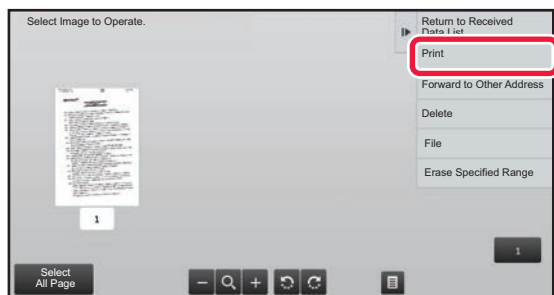 Select Image to Operate.
Return to Received
Data List
Print
Forward to Other Address
Delete
File
Erase Specified Range
1
1
Select
All Page